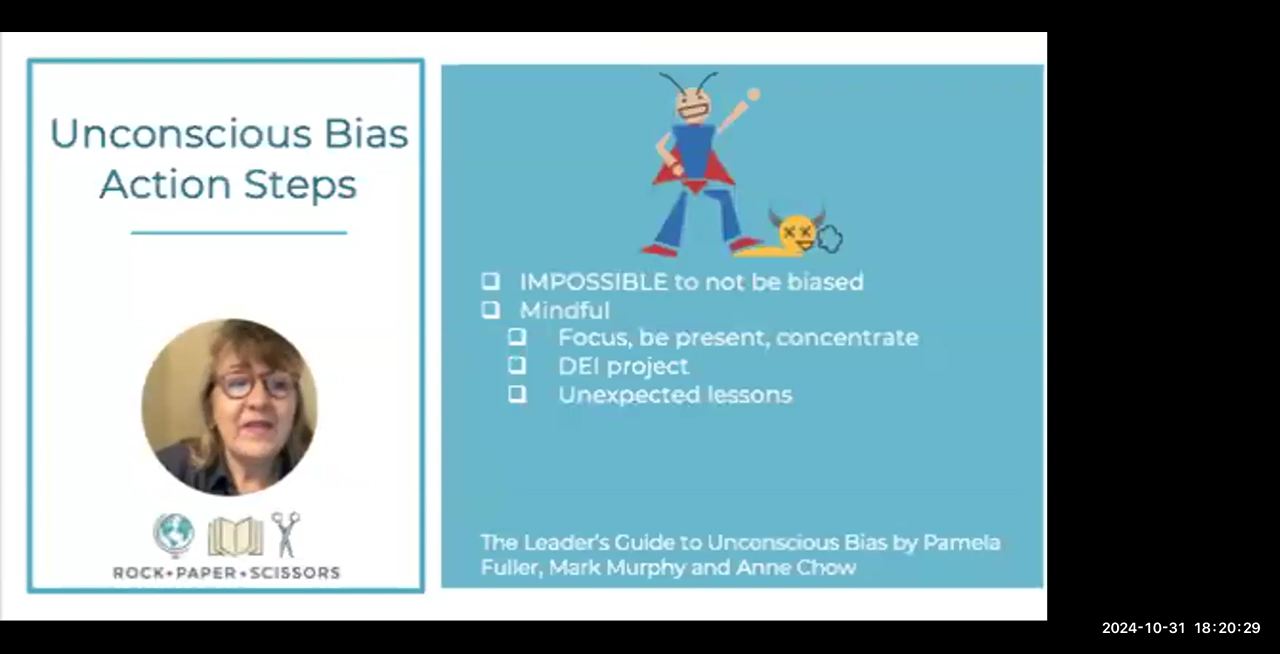 Unconscious Bias
Action Steps
ROCK+PAPER+SCISSORS
IMPOSSIBLE to not be biased
Mindful
Focus, be present, concentrate
DEI project
Unexpected lessons
The Leader's Guide to Unconscious Bias by Pamela
Fuller, Mark Murphy and Anne Chow
2024-10-31 18:20:29